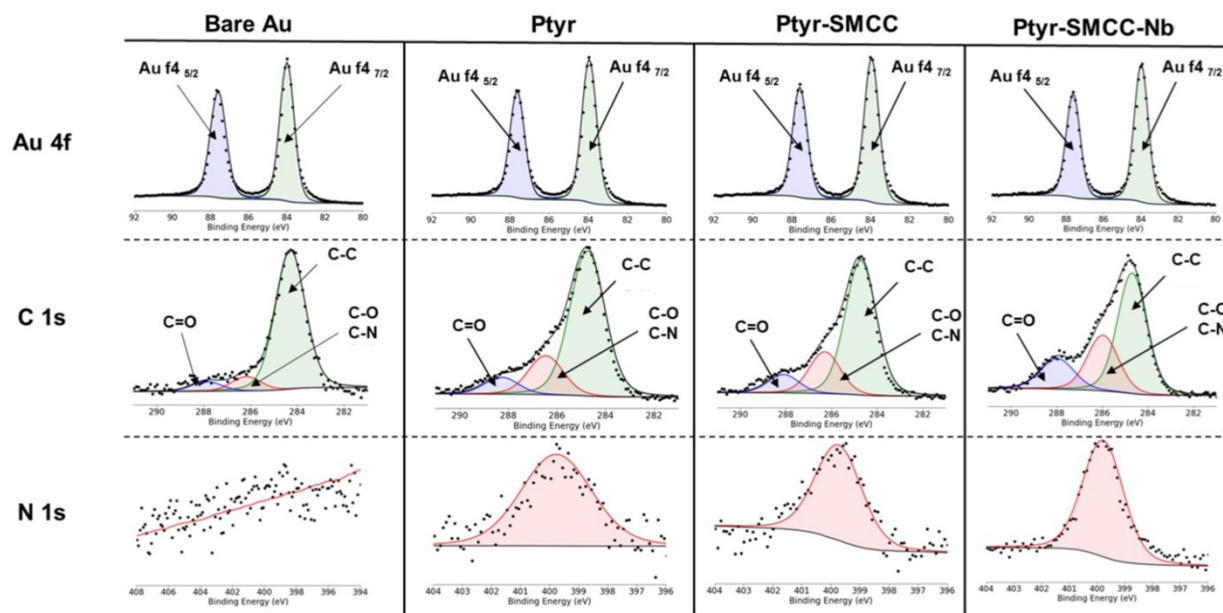 Bare Au Ptyr Ptyr-SMCC Ptyr-SMCC-Nb
Au 4f
Au f4 5/2 Au f4 7/2
92 90 88 86 84 82 80
Binding Energy (eV)
Au f4 5/2 Au f4 7/2
92 90 88 86 84 82 80
Binding Energy (eV)
Au f4 5/2 Au f4 7/2
92 90 88 86 84 82 80
Binding Energy (eV)
Au f4 5/2 Au f4 7/2
92 90 88 86 84 82 80
Binding Energy (eV)
C 1s
C-C
C=O
C-O
C-N
290 288 286 284 282
Binding Energy (eV)
C-C
C=O
C-O
C-N
290 288 286 284 282
Binding Energy (eV)
C-C
C=O
C-O
C-N
290 288 286 284 282
Binding Energy (eV)
C-C
C=O
C-O
C-N
290 288 286 284 282
Binding Energy (eV)
N 1s
408 406 404 402 400 398 396 394
Binding Energy (eV)
404 403 402 401 400 399 398 397 396
Binding Energy (eV)
404 403 402 401 400 399 398 397 396
Binding Energy (eV)
404 403 402 401 400 399 398 397 396
Binding Energy (eV)